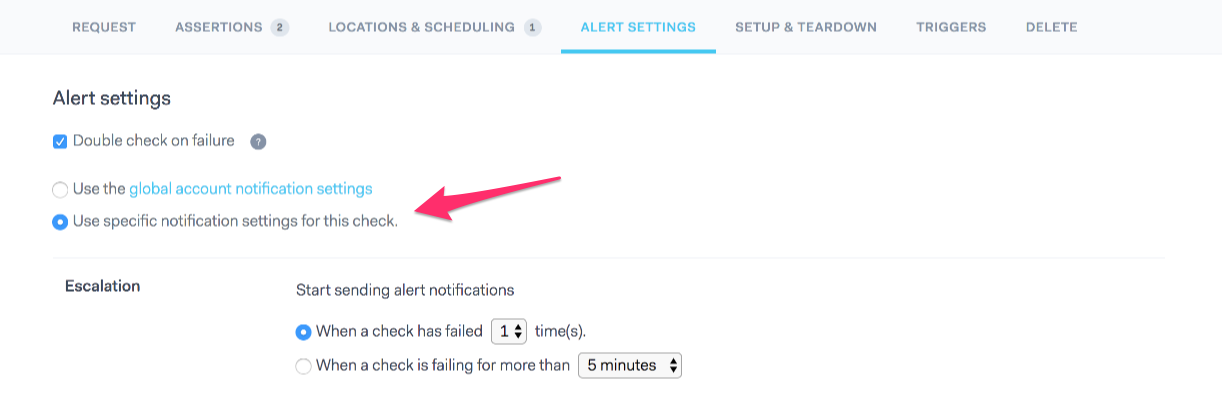 REQUEST ASSERTIONS 2 LOCATIONS & SCHEDULING 1 ALERT SETTINGS SETUP & TEARDOWN TRIGGERS DELETE
Alert settings
Double check on failure ?
Use the global account notification settings
Use specific notification settings for this check.
Escalation Start sending alert notifications
When a check has failed 1 time(s).
When a check is failing for more than 5 minutes